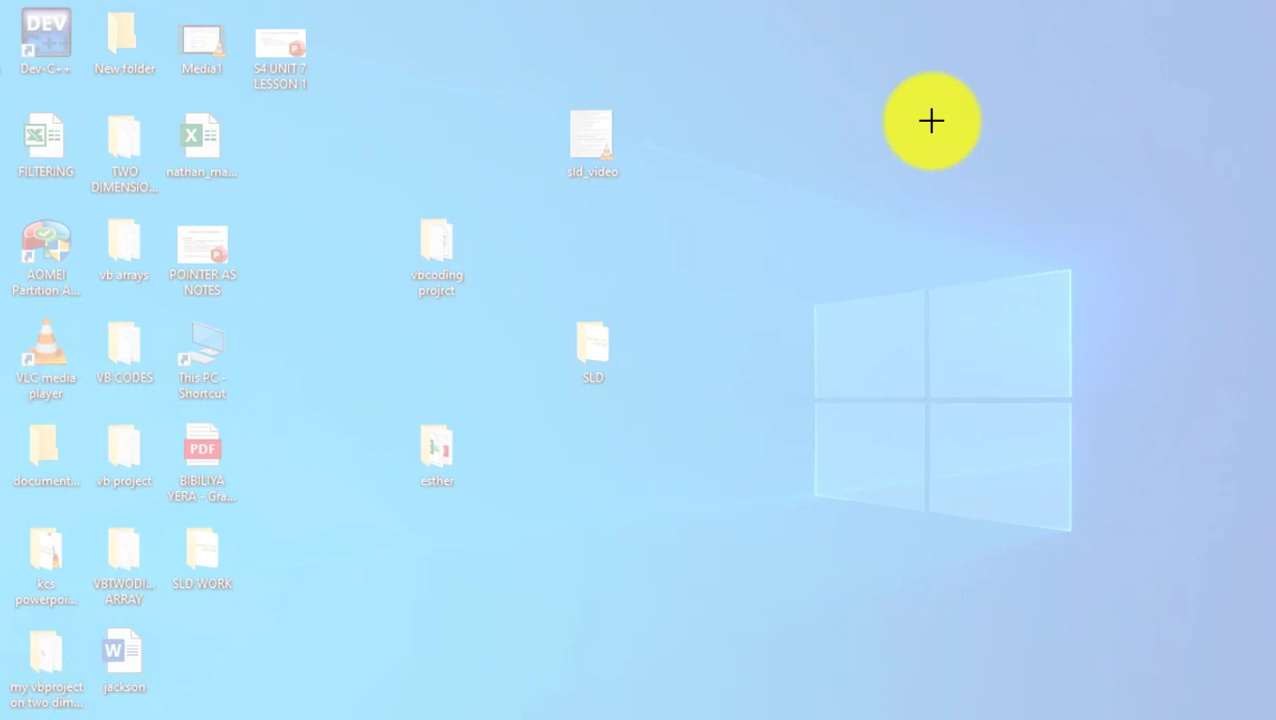 DEV
Dev-C++
New folder
Media1
S4 UNIT 7
LESSON 1
FILTERING
TWO
DIMENSIO...
nathan_ma...
sld_video
AOMEI
Partition A...
vb arrays
POINTER AS
NOTES
vbcoding
projrct
VLC media
player
VB CODES
This PC -
Shortcut
SLD
PDF
document...
vb project
BIBILIYA
YERA - Gra...
esther
kcs
powerpoi...
VBTWODI...
ARRAY
SLD WORK
W
my vbproject
on two dim...
jackson